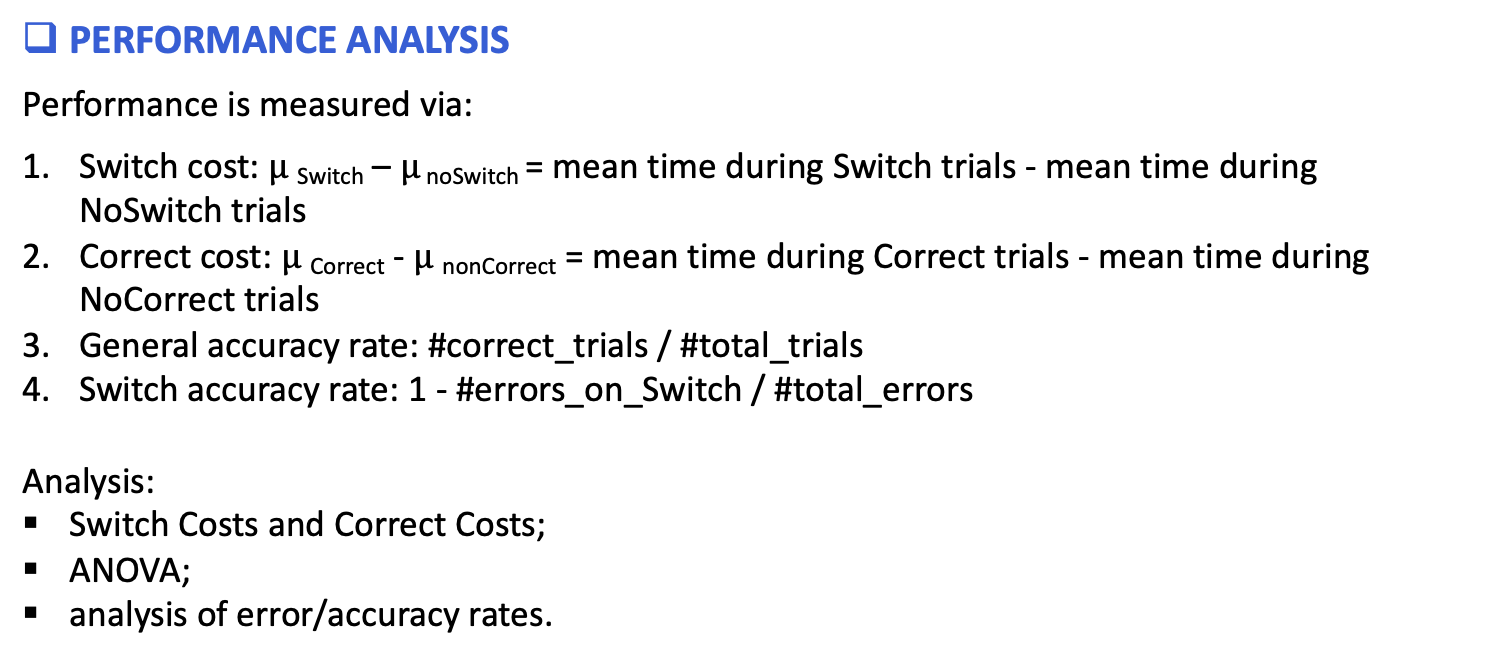 ❑ PERFORMANCE ANALYSIS
Performance is measured via:
1. Switch cost: μ Switch – μ noSwitch = mean time during Switch trials - mean time during
NoSwitch trials
2. Correct cost: μ Correct - μ nonCorrect = mean time during Correct trials - mean time during
NoCorrect trials
3. General accuracy rate: #correct_trials / #total_trials
4. Switch accuracy rate: 1 - #errors_on_Switch / #total_errors
Analysis:
▪ Switch Costs and Correct Costs;
▪ ANOVA;
▪ analysis of error/accuracy rates.